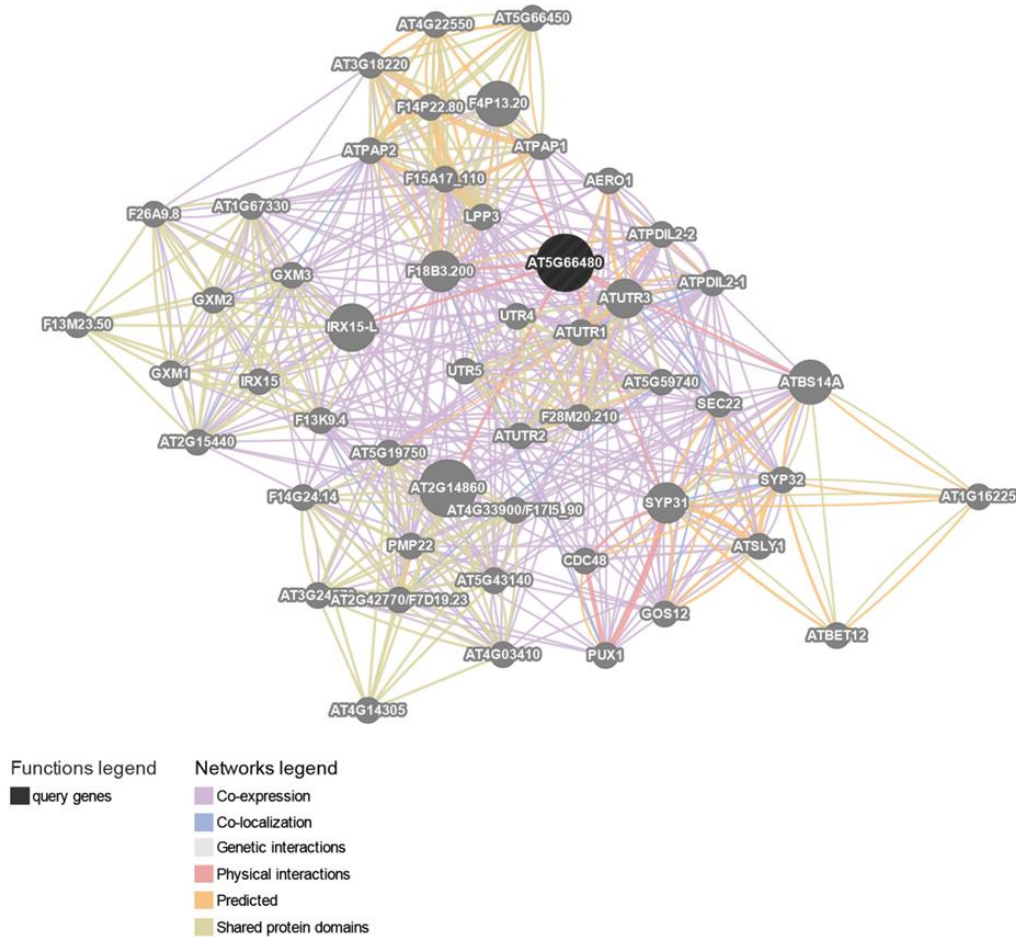 AT4G22550
AT5G66450
AT3G18220
F14P22.80
F4P13.20
ATPAP2
ATPAP1
F15A17_110
AERO1
AT1G67330
F26A9.8
LPP3
ATPDIL2-2
AT5G66480
F18B3.200
GXM3
ATPDIL2-1
GXM2
ATUTR3
F13M23.50
IRX15-L
UTR4
ATUTR1
GXM1
IRX15
UTR5
AT5G59740
ATBS14A
SEC22
F13K9.4
F28M20.210
AT2G15440
ATUTR2
AT5G19750
SYP32
AT2G14860
F14G24.14
AT1G16225
AT4G33900/F17I5_90
SYP31
PMP22
ATSLY1
CDC48
AT5G43140
AT2G42770/F7D19.23
GOS12
ATBET12
AT4G03410
PUX1
AT4G14305
Functions legend
query genes
Networks legend
Co-expression
Co-localization
Genetic interactions
Physical interactions
Predicted
Shared protein domains